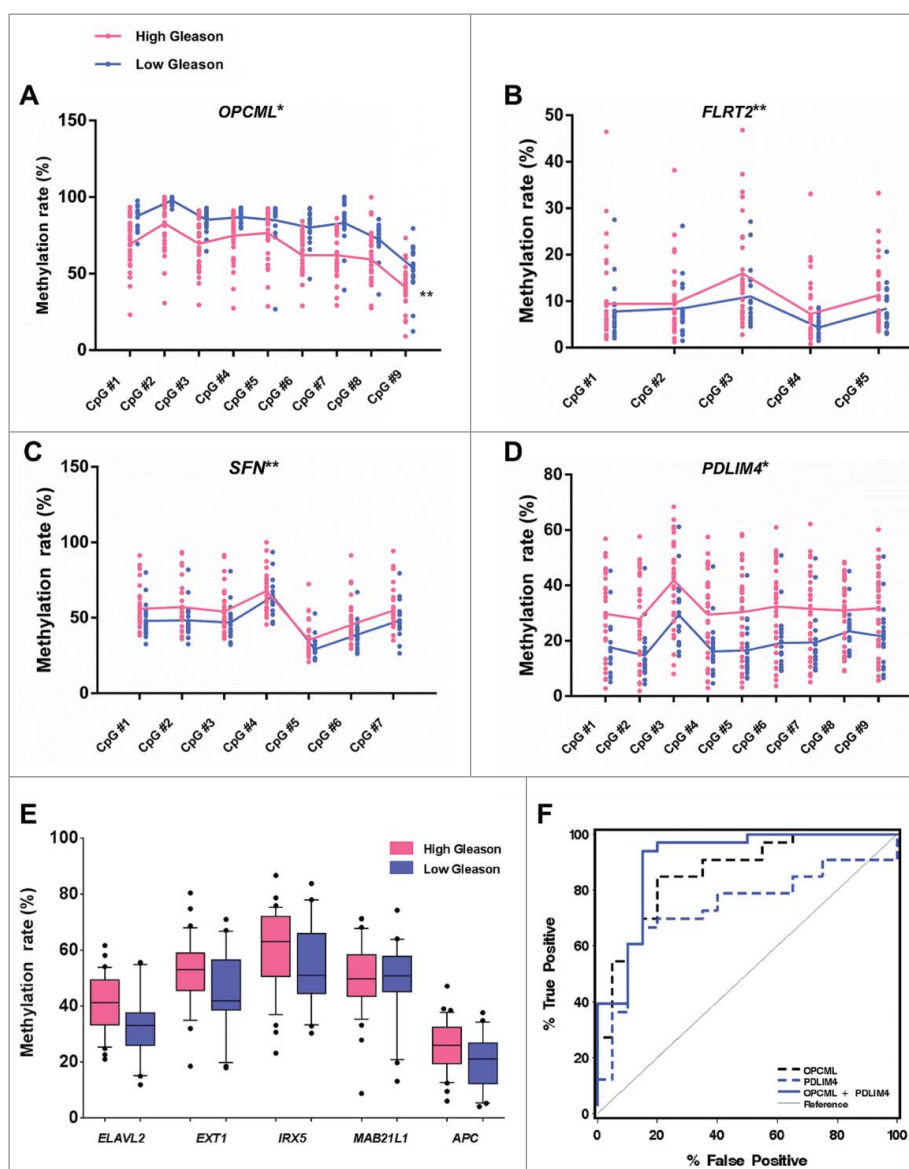 High Gleason
Low Gleason
A
OPCML*
Methylation rate (%)
150
100
50
0
**
CpG #1
CpG #2
CpG #3
CpG #4
CpG #5
CpG #6
CpG #7
CpG #8
CpG #9
B
FLRT2**
Methylation rate (%)
50
40
30
20
10
0
CpG #1
CpG #2
CpG #3
CpG #4
CpG #5
C
SFN**
Methylation rate (%)
150
100
50
0
CpG #1
CpG #2
CpG #3
CpG #4
CpG #5
CpG #6
CpG #7
D
PDLIM4*
Methylation rate (%)
80
60
40
20
0
CpG #1
CpG #2
CpG #3
CpG #4
CpG #5
CpG #6
CpG #7
CpG #8
CpG #9
E
High Gleason
Low Gleason
Methylation rate (%)
100
80
60
40
20
0
ELAVL2
EXT1
IRX5
MAB21L1
APC
F
% True Positive
100
80
60
40
20
0
OPCML
PDLIM4
OPCML + PDLIM4
Reference
0
20
40
60
80
100
% False Positive